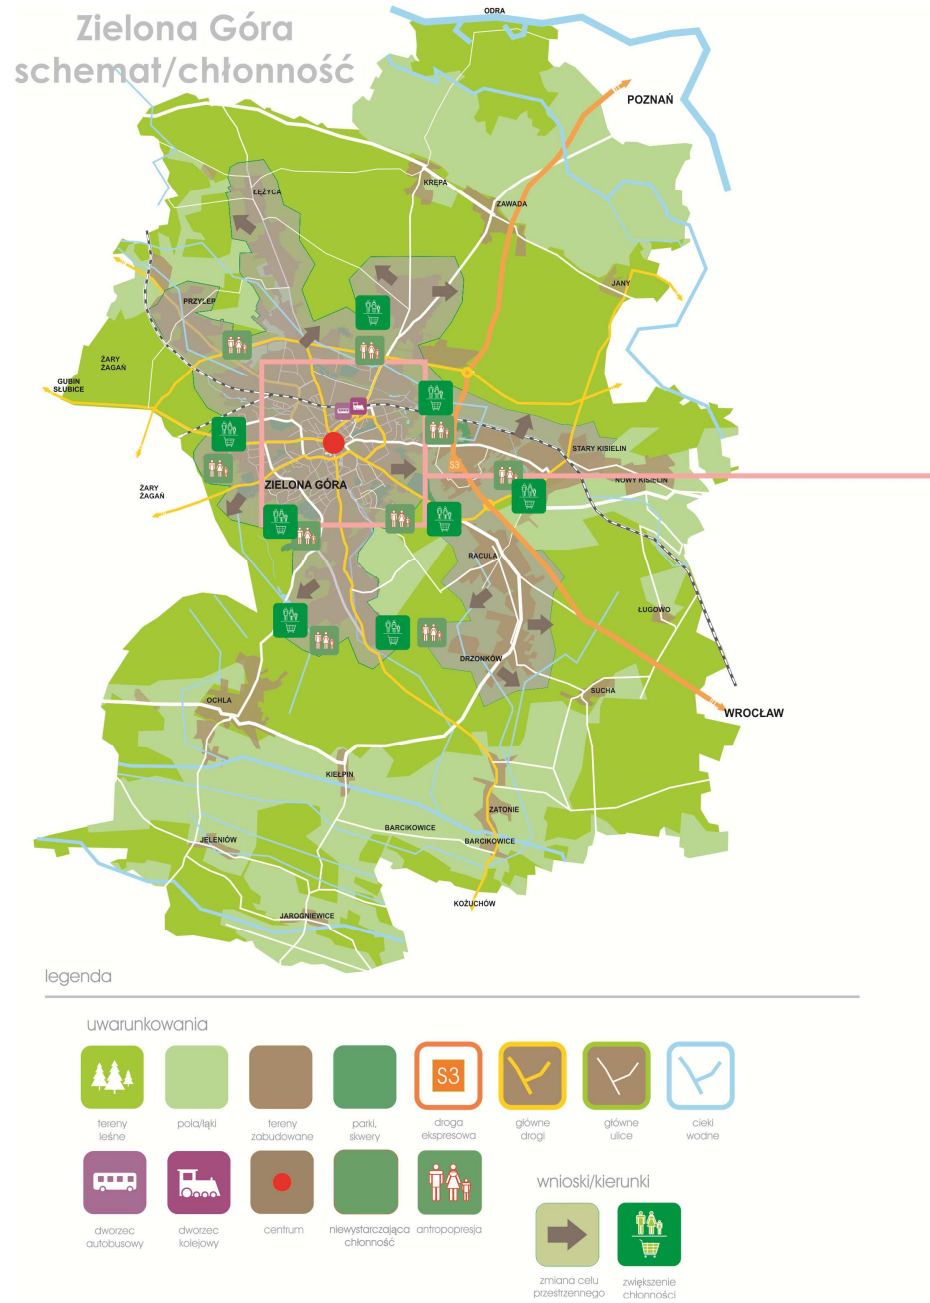 Zielona Góra
schemat/chłonność
ODRA
POZNAŃ
KRĘPA
ŁĘŻYCA
ZAWADA
JANY
PRZYLEP
ŻARY
ŻAGAŃ
GUBIN
SŁUBICE
STARY KISIELIN
S3
NOWY KISIELIN
ZIELONA GÓRA
ŻARY
ŻAGAŃ
RACULA
ŁUGOWO
DRZONKÓW
SUCHA
OCHLA
WROCŁAW
KIEŁPIN
ZATONIE
BARCIKOWICE
JELENIÓW
BARCIKOWICE
KOŻUCHÓW
JAROGNIEWICE
legenda
uwarunkowania
S3
tereny
leśne
pola/łąki
tereny
zabudowane
parki,
skwery
droga
ekspresowa
główne
drogi
główne
ulice
cieki
wodne
dworzec
autobusowy
dworzec
kolejowy
centrum
niewystarczająca
chłonność
antropopresja
wnioski/kierunki
zmiana celu
przestrzennego
zwiększenie
chłonności